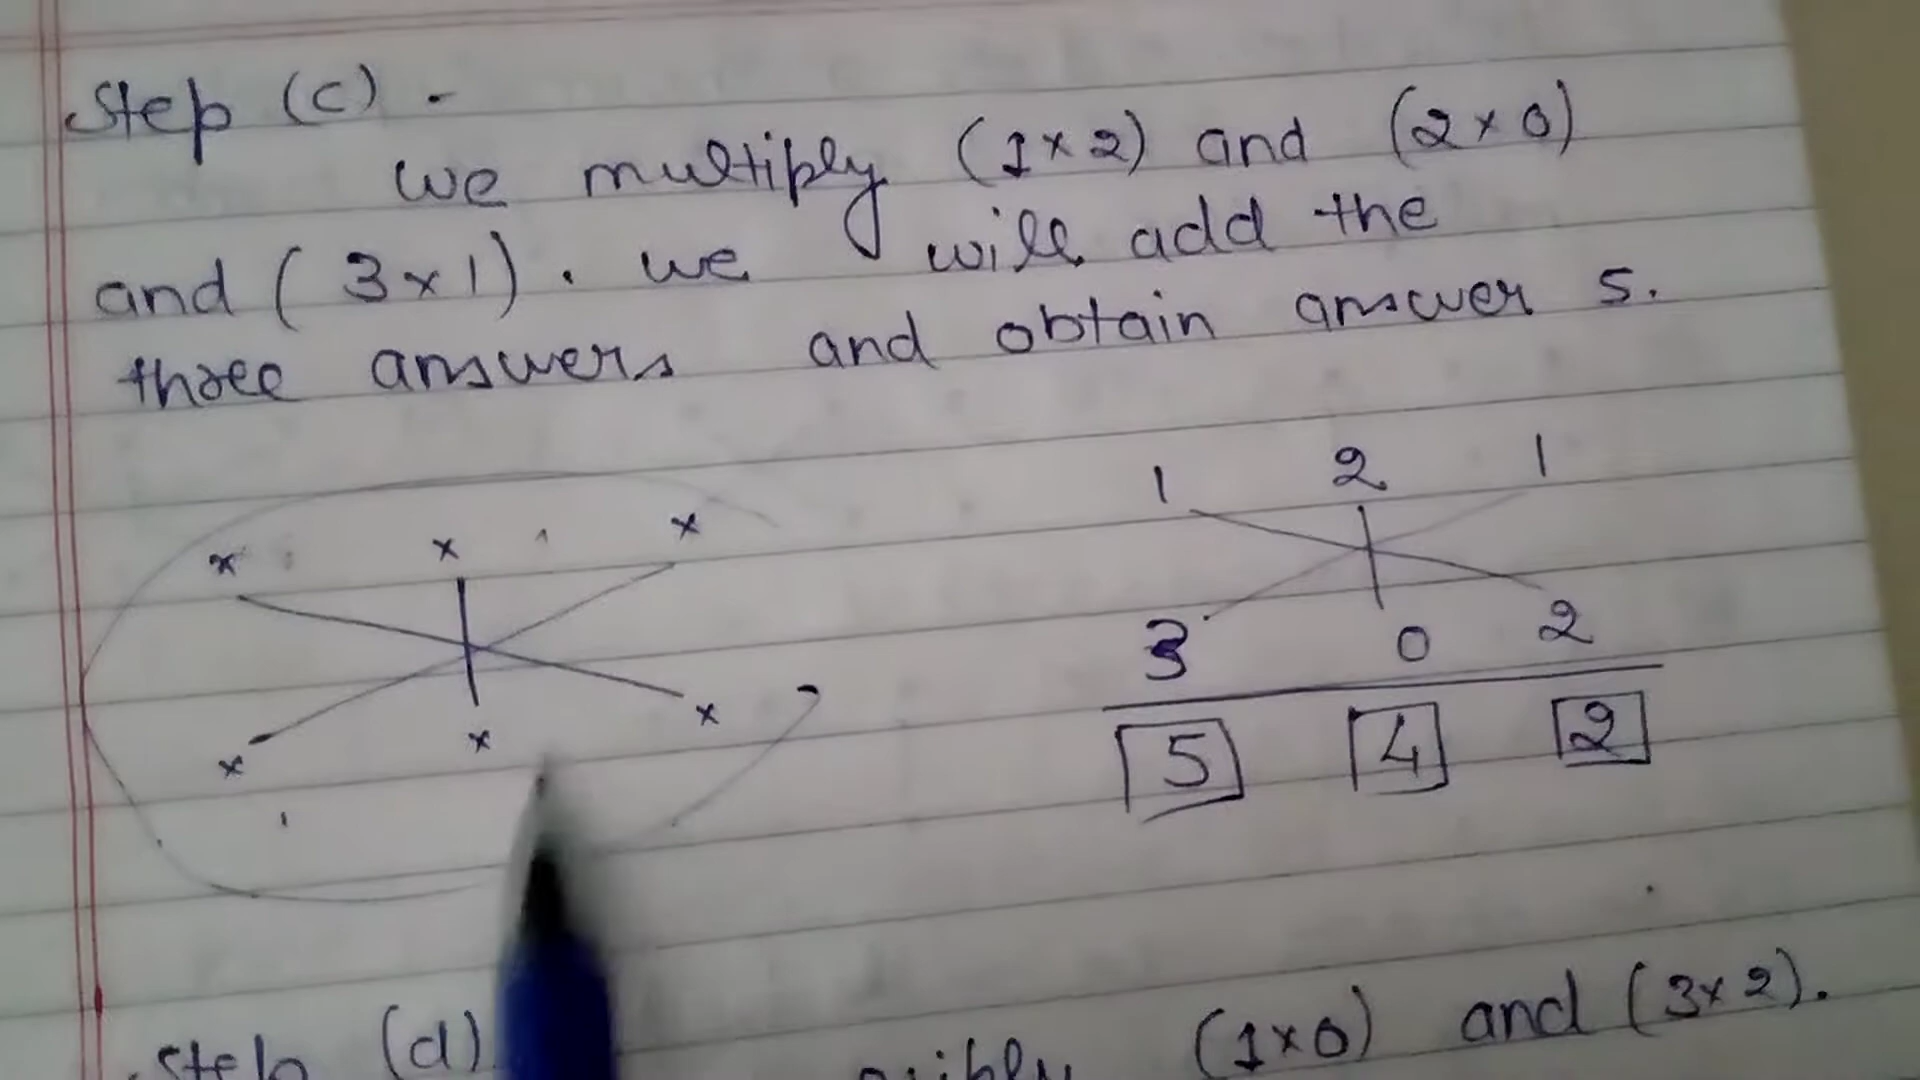 Step (c) -
we multiply (1×2) and (2×0)
and (3×1). we will add the
three answers and obtain answer 5.
x x x
x x x
1 2 1
3 0 2
5 4 2
Step (d)
(1×0) and (3×2).